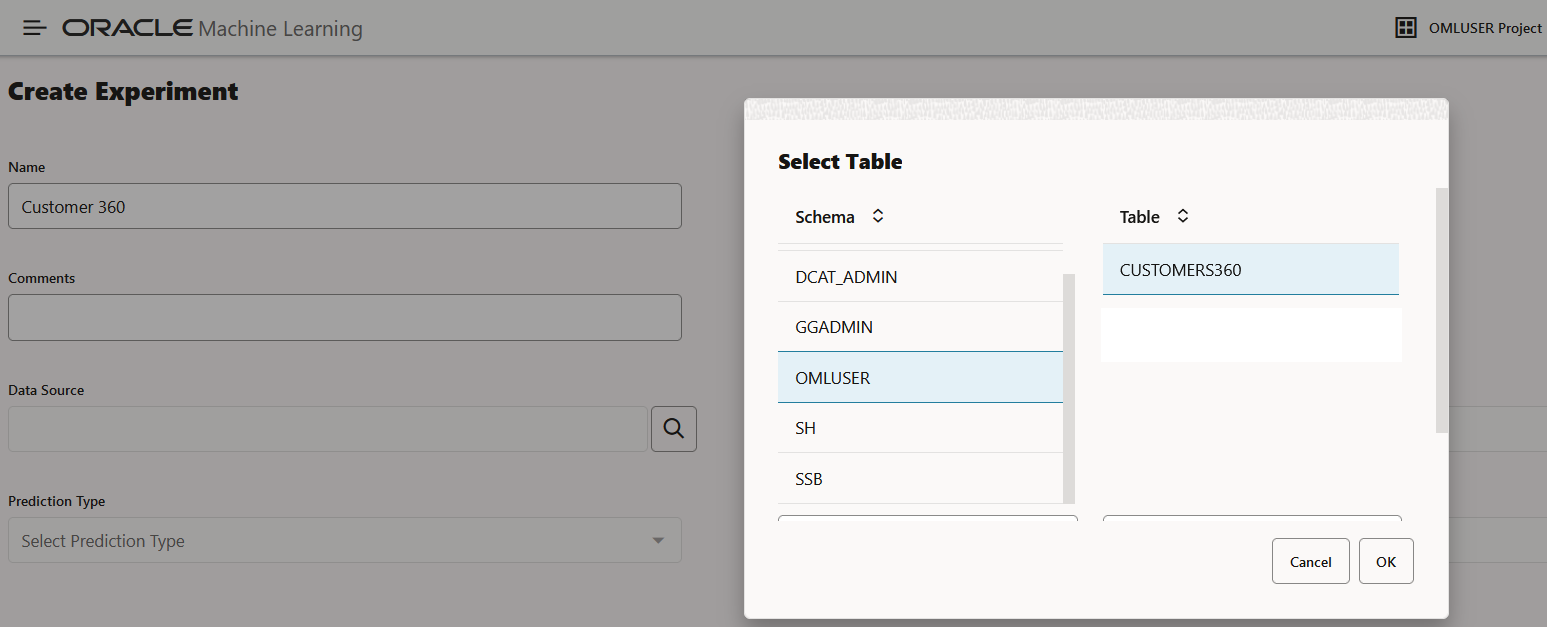 ORACLE Machine Learning
OMLUSER Project
Create Experiment
Name
Customer 360
Comments
Data Source
Prediction Type
Select Prediction Type
Select Table
Schema
DCAT_ADMIN
GGADMIN
OMLUSER
SH
SSB
Table
CUSTOMERS360
Cancel
OK